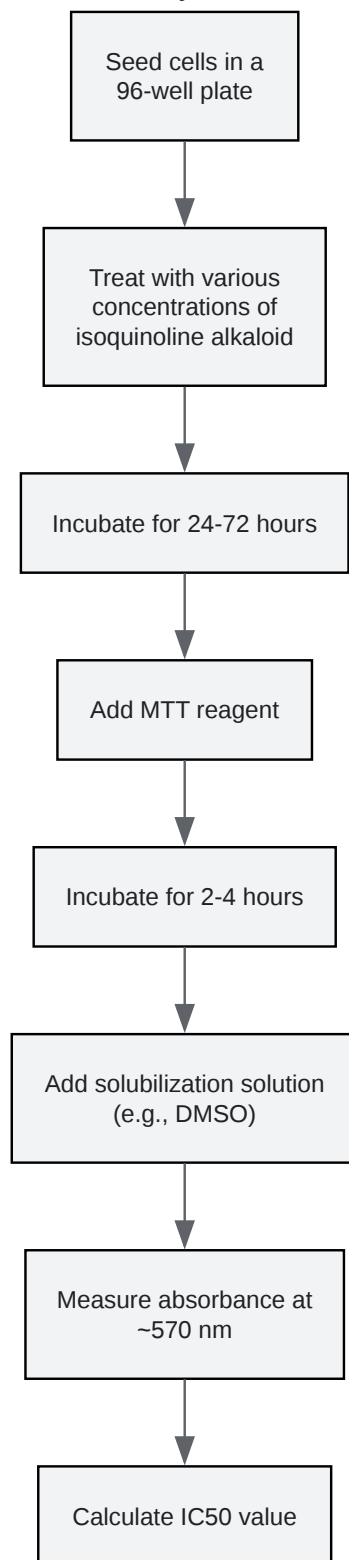 Seed cells in a
96-well plate
Treat with various
concentrations of
isoquinoline alkaloid
Incubate for 24-72 hours
Add MTT reagent
Incubate for 2-4 hours
Add solubilization solution
(e.g., DMSO)
Measure absorbance at
~570 nm
Calculate IC50 value